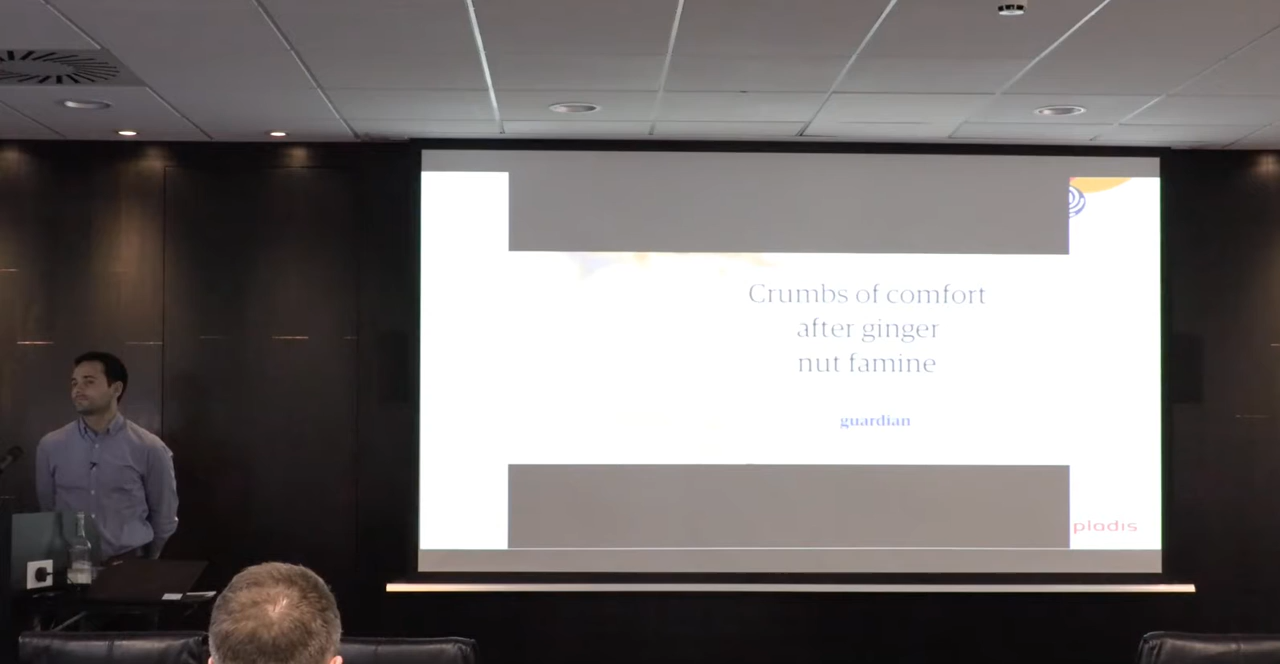 Crumbs of comfort
after ginger
nut famine
guardian
pladis